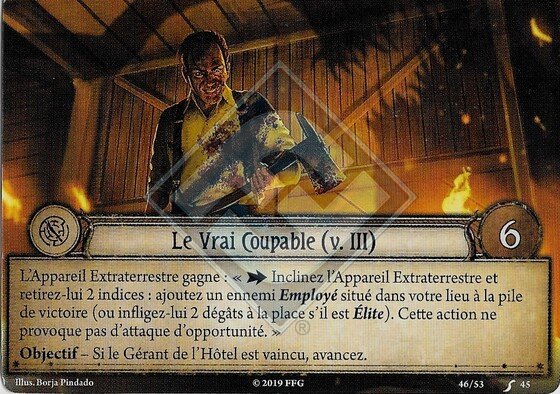 Le Vrai Coupable (v. III)
6
L'Appareil Extraterrestre gagne : « Inclinez l'Appareil Extraterrestre et
retirez-lui 2 indices : ajoutez un ennemi Employé situé dans votre lieu à la pile
de victoire (ou infligez-lui 2 dégâts à la place s'il est Élite). Cette action ne
provoque pas d'attaque d'opportunité. »
Objectif – Si le Gérant de l'Hôtel est vaincu, avancez.
Illus. Borja Pindado
© 2019 FFG
46/53
45